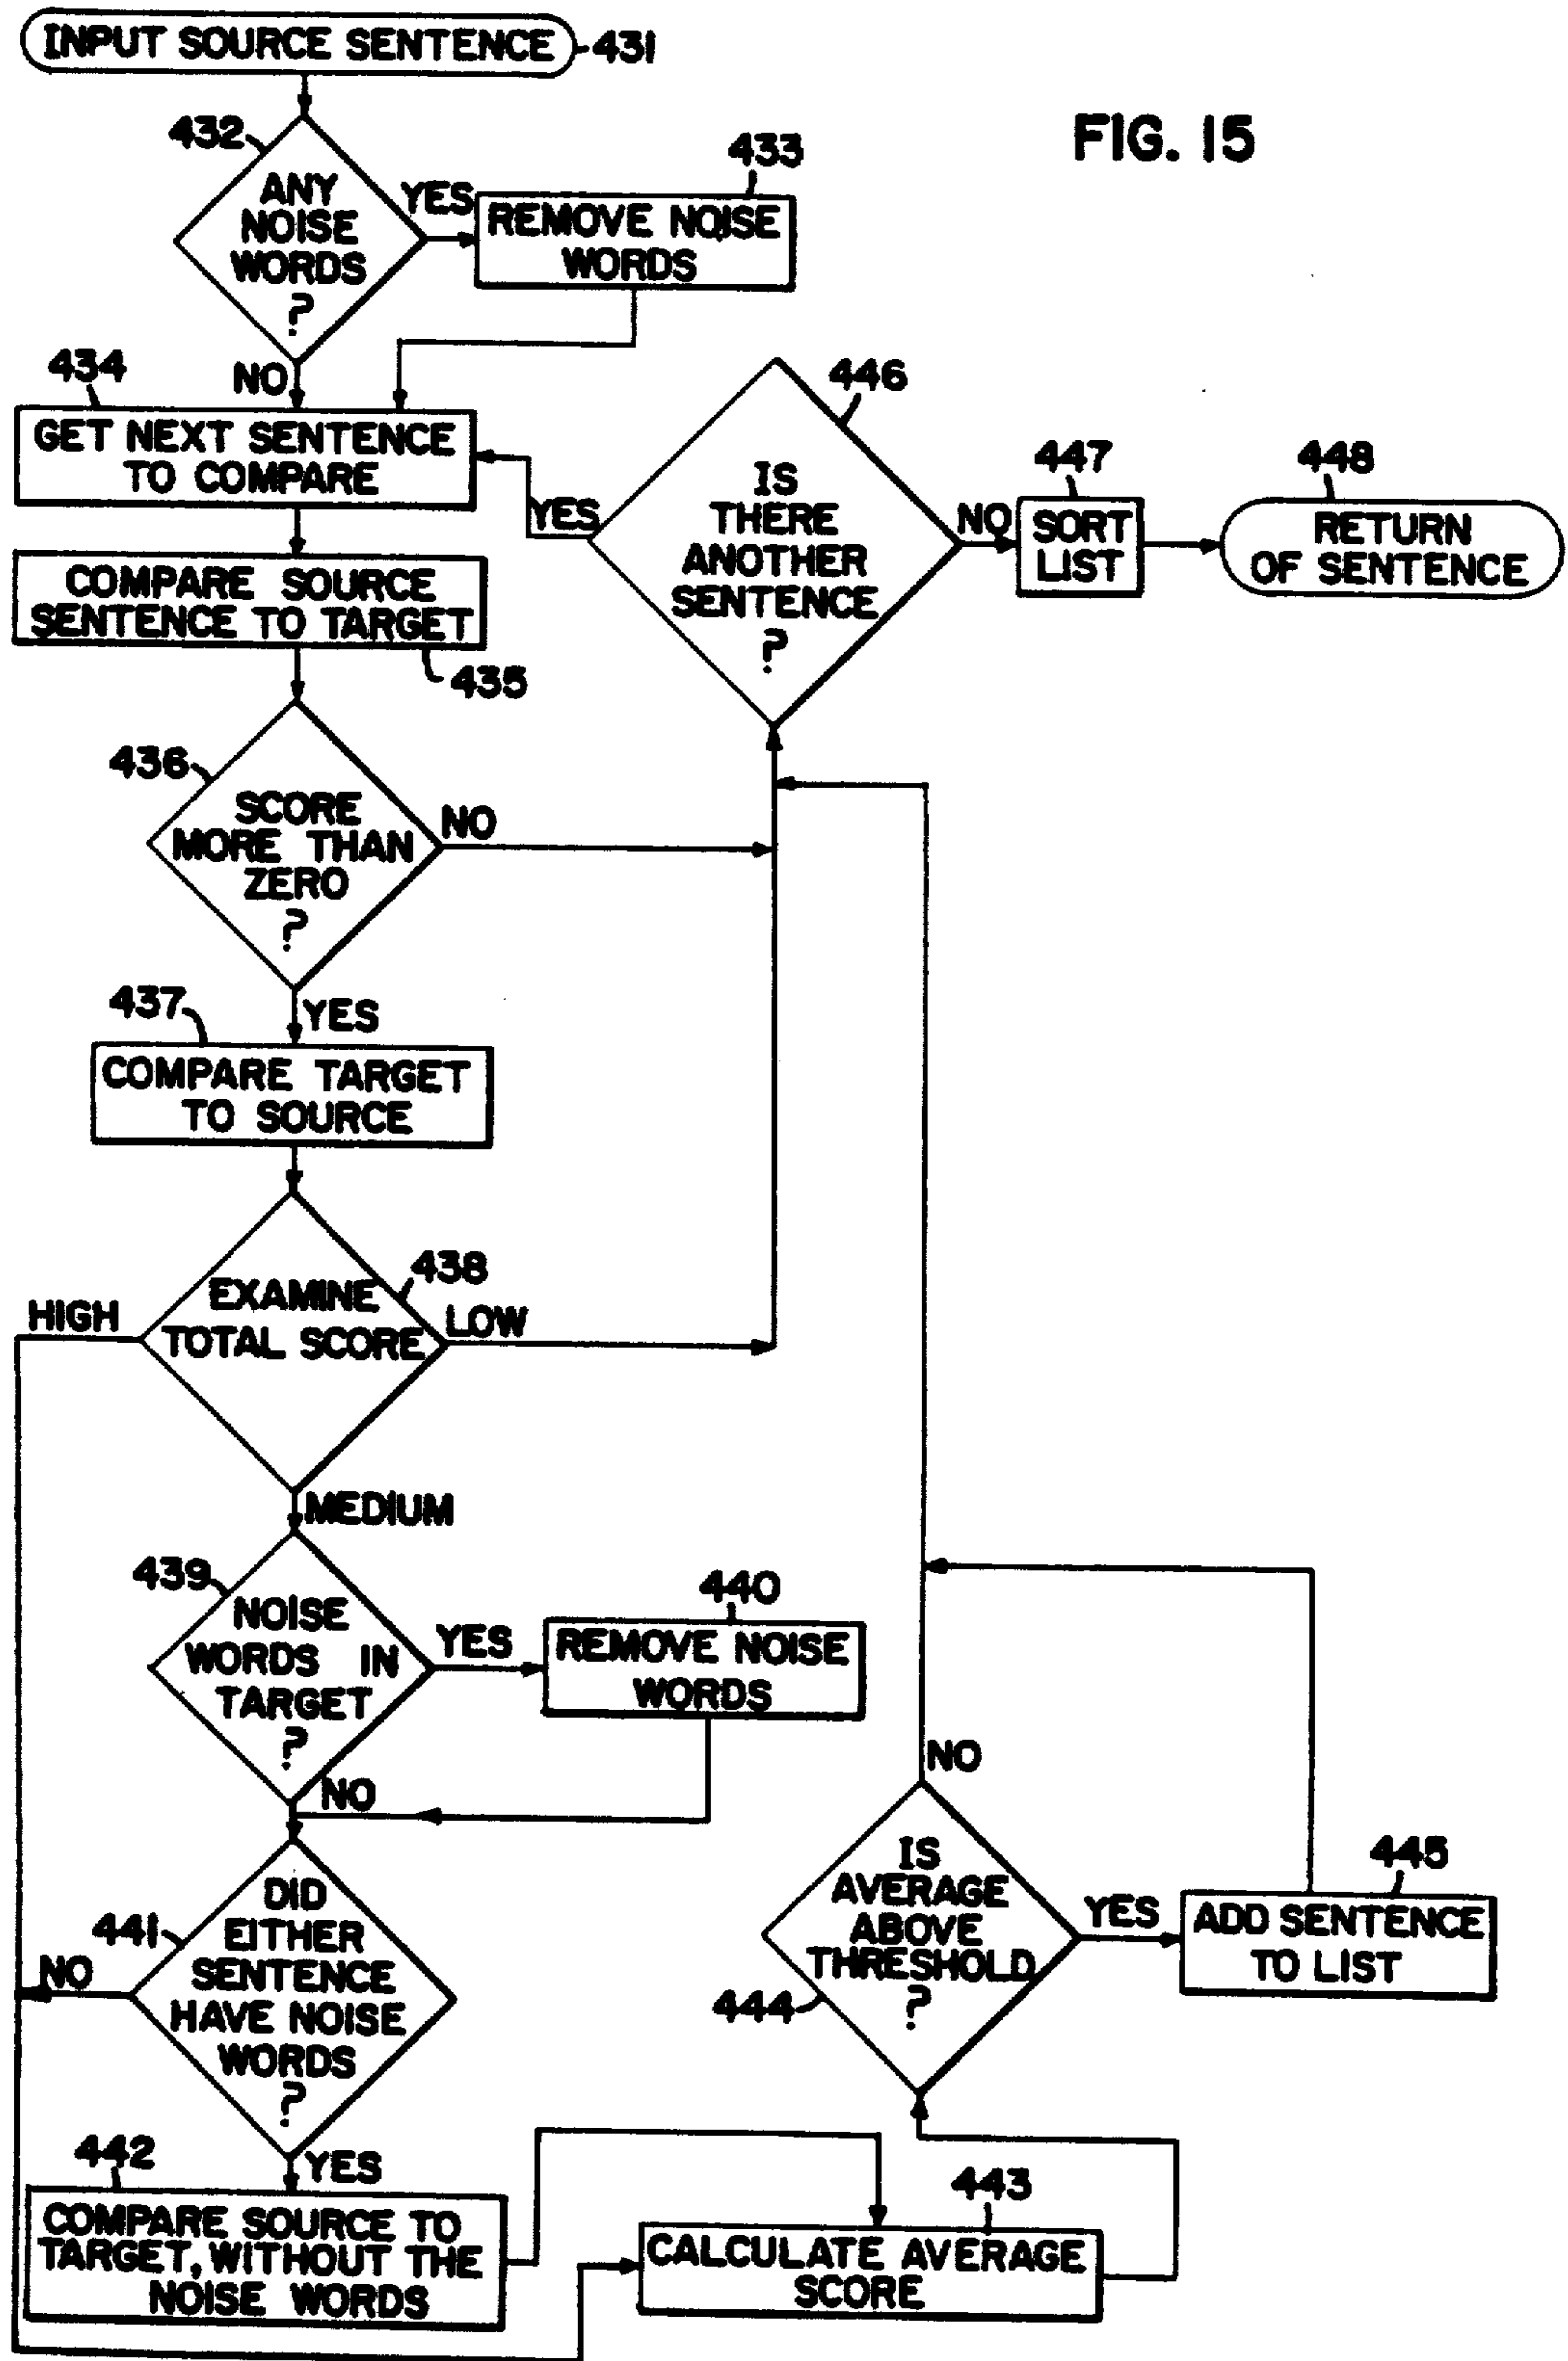 INPUT SOURCE SENTENCE
431
FIG. 15
432
ANY
NOISE
WORDS
?
YES
433
REMOVE NOISE
WORDS
NO
434
GET NEXT SENTENCE
TO COMPARE
COMPARE SOURCE
SENTENCE TO TARGET
435
446
IS
THERE
ANOTHER
SENTENCE
?
YES
NO
447
SORT
LIST
448
RETURN
OF SENTENCE
436
SCORE
MORE THAN
ZERO
?
NO
YES
437
COMPARE TARGET
TO SOURCE
438
EXAMINE
TOTAL SCORE
HIGH
LOW
MEDIUM
439
NOISE
WORDS IN
TARGET
?
YES
440
REMOVE NOISE
WORDS
NO
441
DID
EITHER
SENTENCE
HAVE NOISE
WORDS
?
NO
YES
442
COMPARE SOURCE TO
TARGET, WITHOUT THE
NOISE WORDS
443
CALCULATE AVERAGE
SCORE
NO
444
IS
AVERAGE
ABOVE
THRESHOLD
?
YES
445
ADD SENTENCE
TO LIST